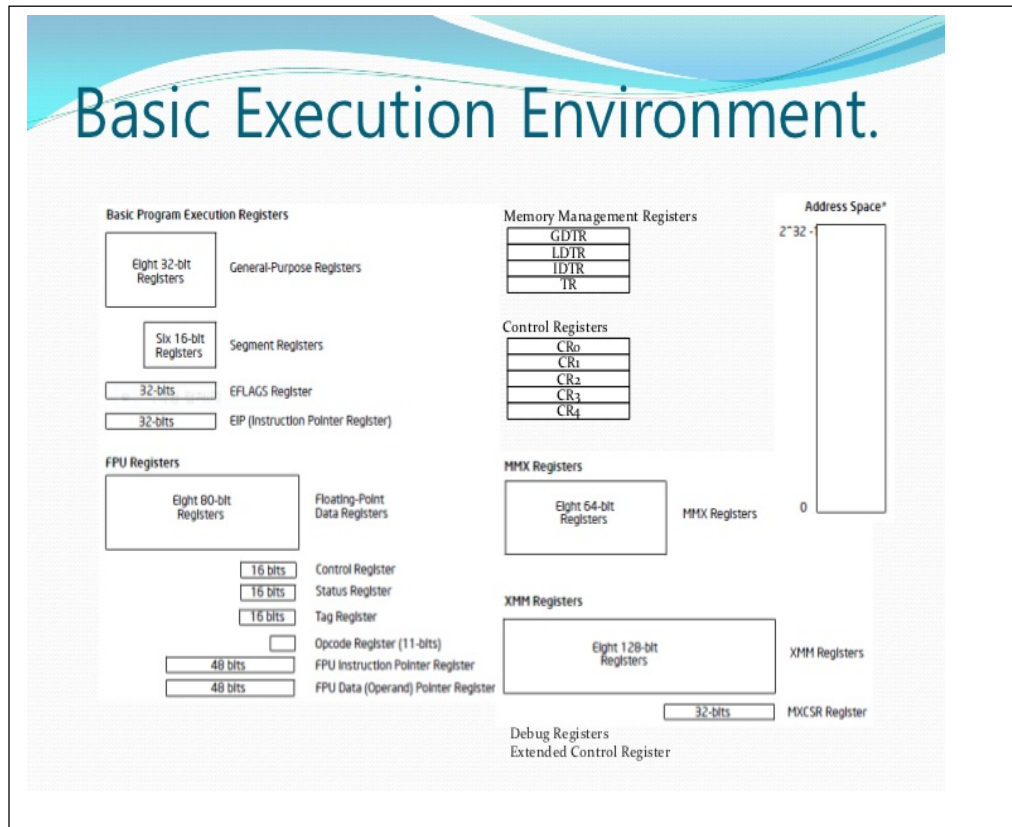 Basic Execution Environment.
Basic Program Execution Registers
Eight 32-bit
Registers
General-Purpose Registers
Six 16-bit
Registers
Segment Registers
32-bits
EFLAGS Register
32-bits
EIP (Instruction Pointer Register)
FPU Registers
Eight 80-bit
Registers
Floating-Point
Data Registers
16 bits
Control Register
16 bits
Status Register
16 bits
Tag Register
Opcode Register (11-bits)
48 bits
FPU Instruction Pointer Register
48 bits
FPU Data (Operand) Pointer Register
Memory Management Registers
GDTR
LDTR
IDTR
TR
Control Registers
CR0
CR1
CR2
CR3
CR4
MMX Registers
Eight 64-bit
Registers
MMX Registers
XMM Registers
Eight 128-bit
Registers
XMM Registers
32-bits
MXCSR Register
Debug Registers
Extended Control Register
Address Space*
2^32 -1
0